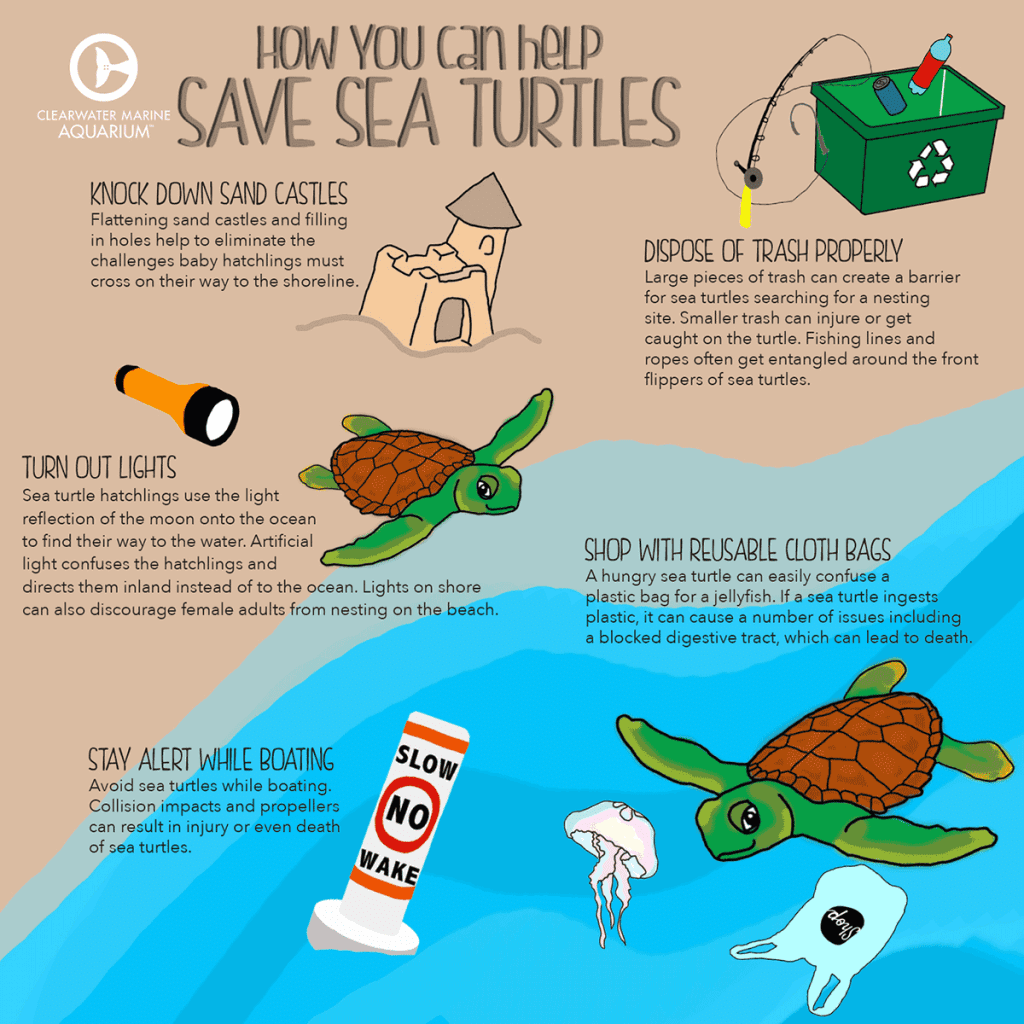 CLEARWATER MARINE
AQUARIUM™
HOW YOU can help
SAVE SEA TURTLES
KNOCK DOWN SAND CASTLES
Flattening sand castles and filling
in holes help to eliminate the
challenges baby hatchlings must
cross on their way to the shoreline.
DISPOSE OF TRASH PROPERLY
Large pieces of trash can create a barrier
for sea turtles searching for a nesting
site. Smaller trash can injure or get
caught on the turtle. Fishing lines and
ropes often get entangled around the front
flippers of sea turtles.
TURN OUT LIGHTS
Sea turtle hatchlings use the light
reflection of the moon onto the ocean
to find their way to the water. Artificial
light confuses the hatchlings and
directs them inland instead of to the ocean. Lights on shore
can also discourage female adults from nesting on the beach.
SHOP WITH REUSABLE CLOTH BAGS
A hungry sea turtle can easily confuse a
plastic bag for a jellyfish. If a sea turtle ingests
plastic, it can cause a number of issues including
a blocked digestive tract, which can lead to death.
STAY ALERT WHILE BOATING
Avoid sea turtles while boating.
Collision impacts and propellers
can result in injury or even death
of sea turtles.
SLOW
NO
WAKE
Shop